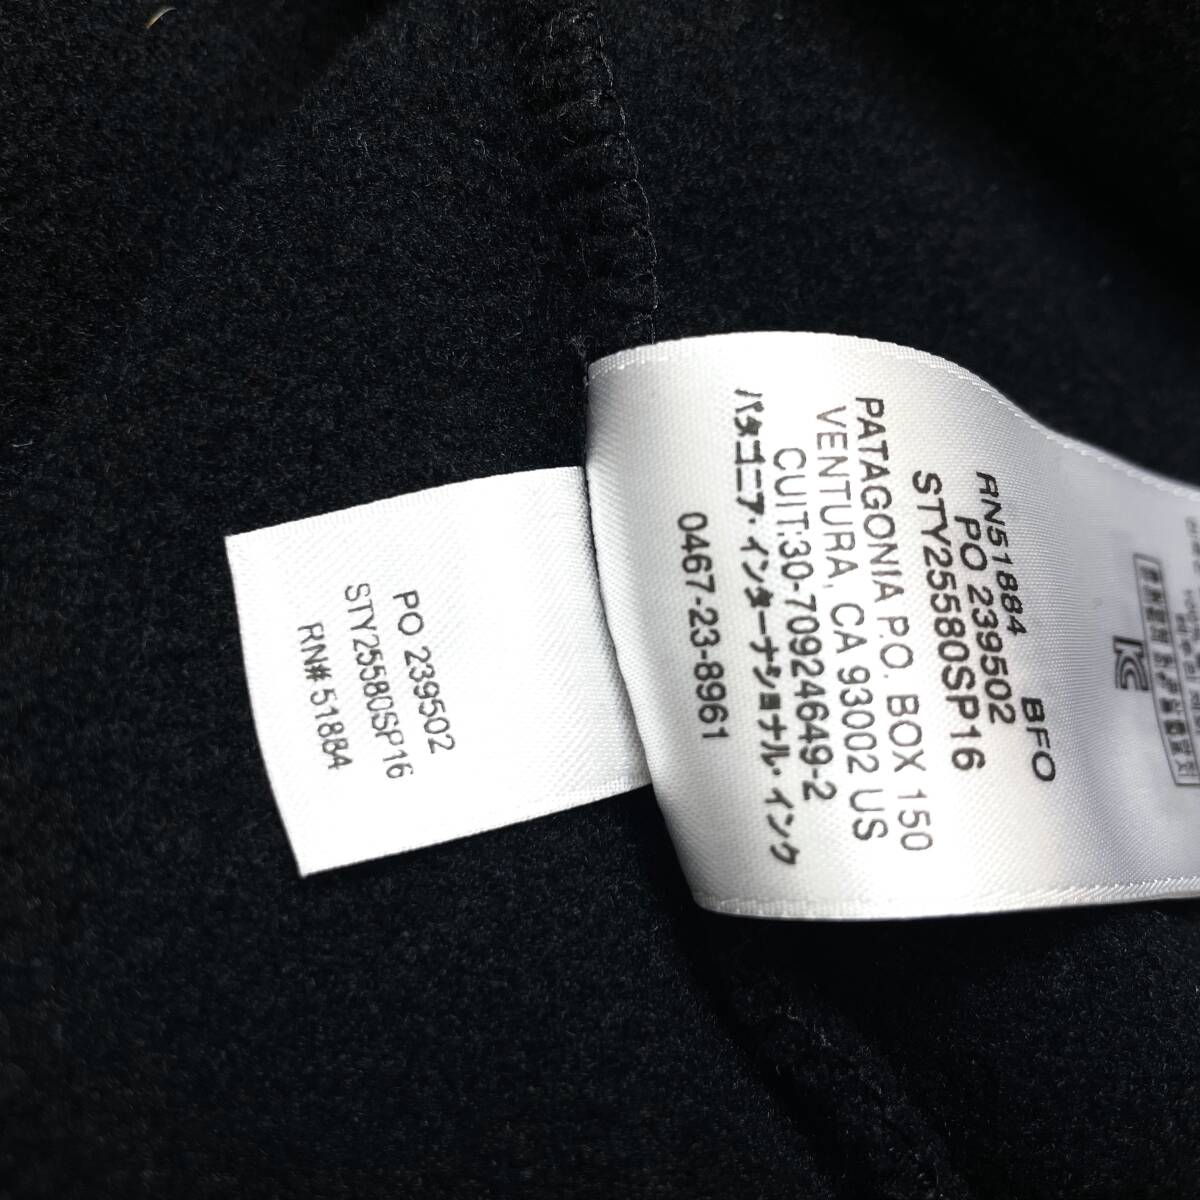 RN51884 BFO
PO 239502
STY25580SP16
PATAGONIA P.O. BOX 150
VENTURA, CA 93002 US
CUIT:30-70924649-2
パタゴニア・インターナショナル・インク
0467-23-8961
PO 239502
STY25580SP16
RN# 51884